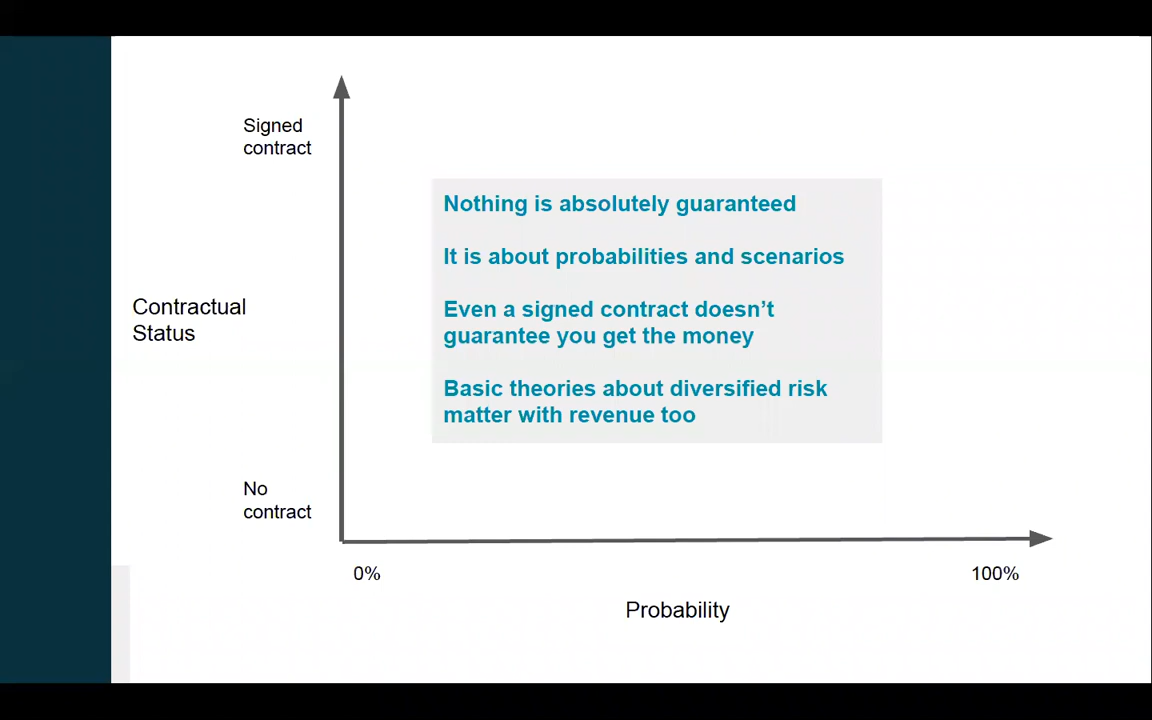 Signed
contract
Nothing is absolutely guaranteed
It is about probabilities and scenarios
Even a signed contract doesn’t
guarantee you get the money
Basic theories about diversified risk
matter with revenue too
Contractual
Status
No
contract
0%
100%
Probability